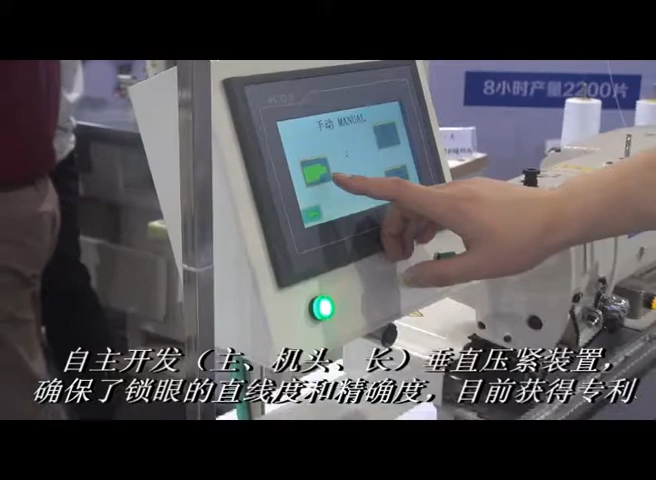 8小时产量2200片
手动 MANUAL
自主开发（主、机头、长）垂直压紧装置，
确保了锁眼的直线度和精确度，目前获得专利